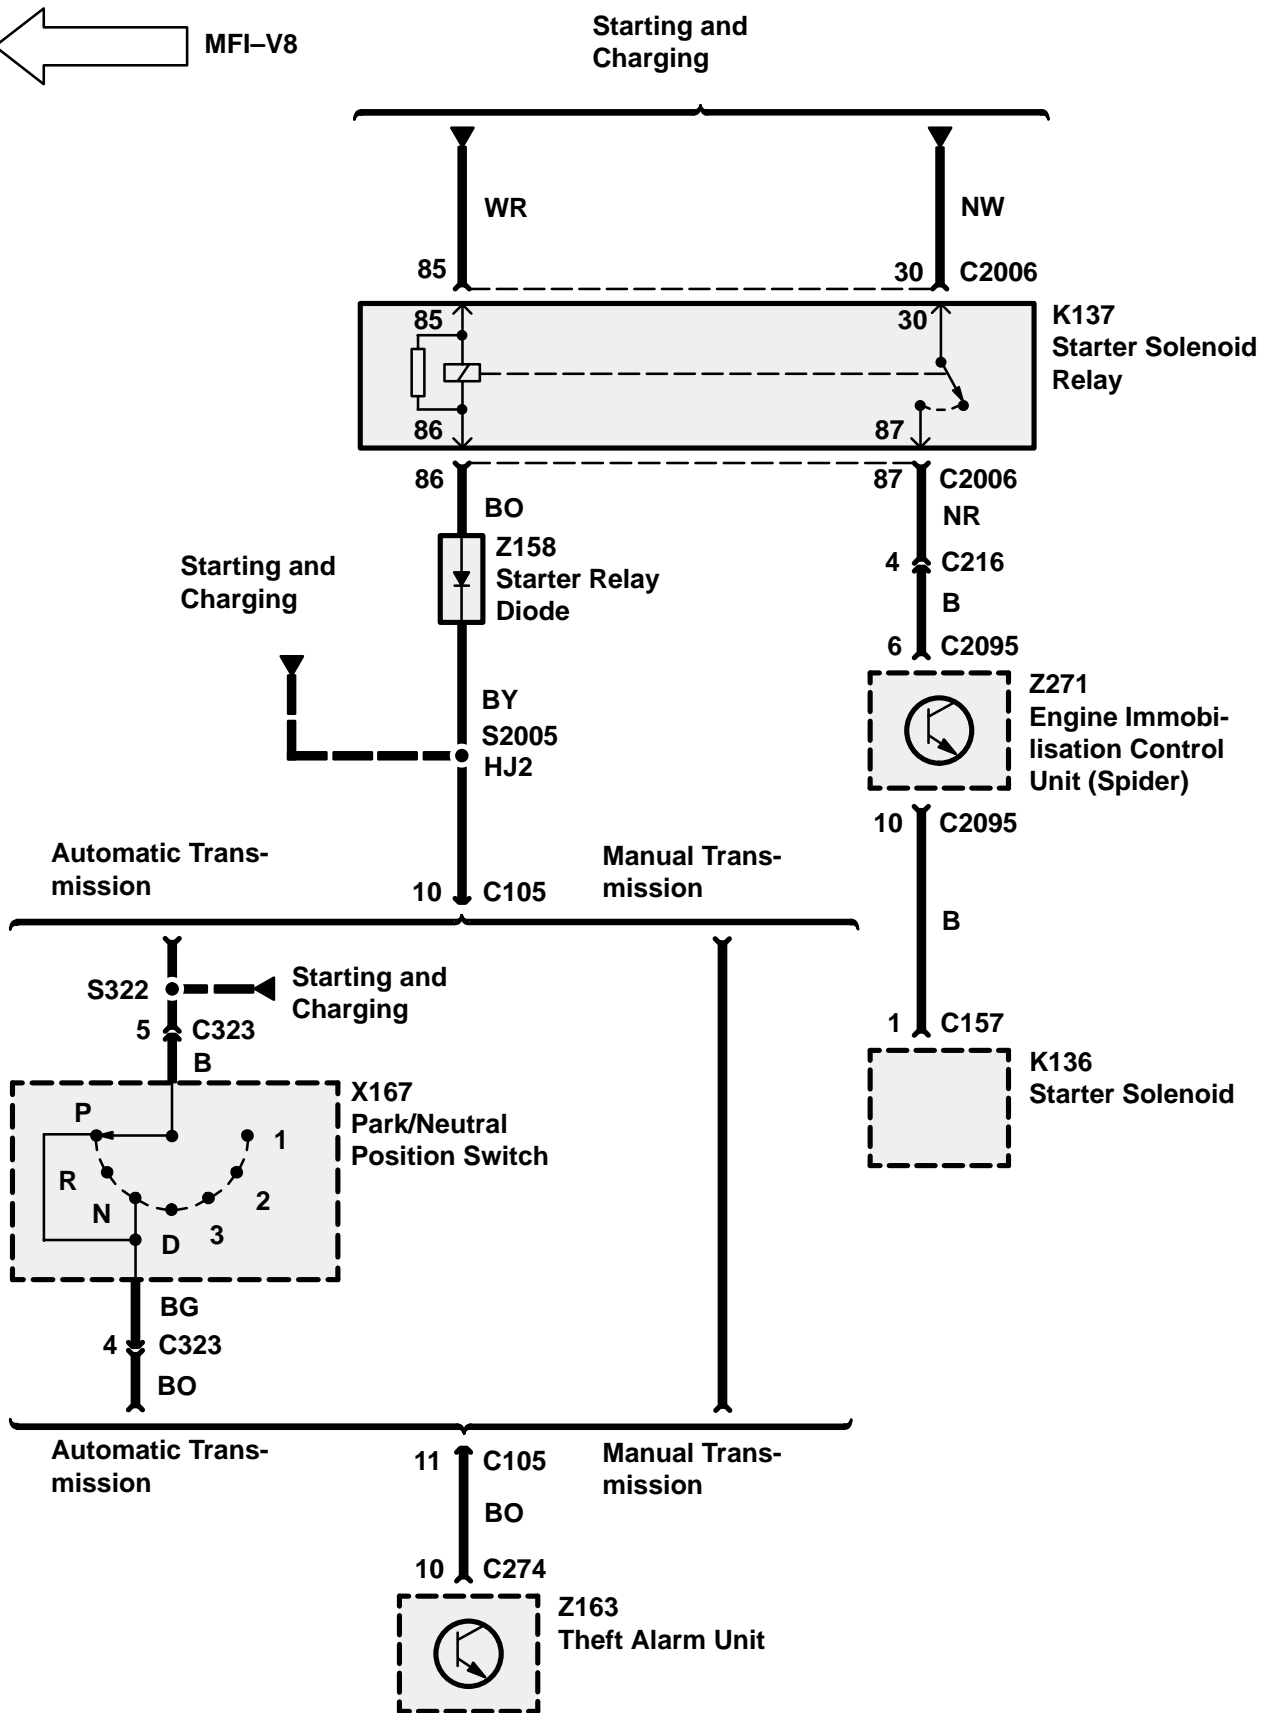 MFI–V8
Starting and
Charging
WR
NW
85
30 C2006
85
30
K137
Starter Solenoid
Relay
86
87
86
87 C2006
BO
NR
Z158
Starter Relay
Diode
Starting and
Charging
4 C216
B
6 C2095
BY
S2005
HJ2
Z271
Engine Immobi-
lisation Control
Unit (Spider)
10 C2095
Automatic Trans-
mission
Manual Trans-
mission
10 C105
B
S322
Starting and
Charging
5 C323
B
1 C157
K136
Starter Solenoid
X167
Park/Neutral
Position Switch
P
1
R
2
N
3
D
BG
4 C323
BO
Automatic Trans-
mission
11 C105
Manual Trans-
mission
BO
10 C274
Z163
Theft Alarm Unit